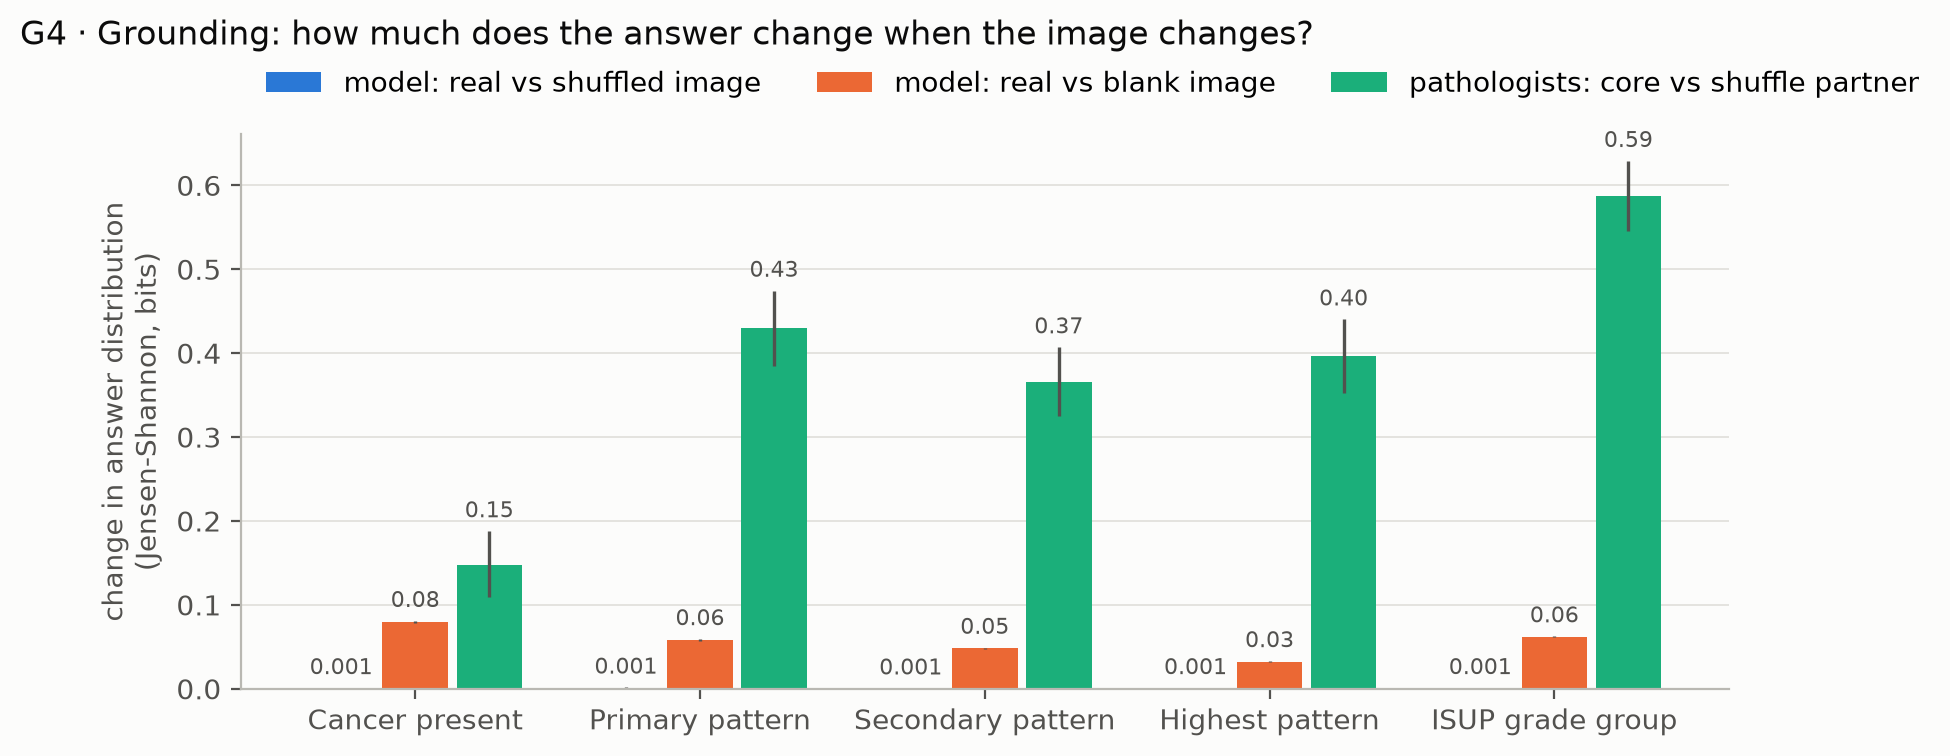 G4 · Grounding: how much does the answer change when the image changes?
model: real vs shuffled image
model: real vs blank image
pathologists: core vs shuffle partner
change in answer distribution
(Jensen-Shannon, bits)
0.6
0.5
0.4
0.3
0.2
0.1
0.0
0.001
0.08
0.15
0.001
0.06
0.43
0.001
0.05
0.37
0.001
0.03
0.40
0.001
0.06
0.59
Cancer present
Primary pattern
Secondary pattern
Highest pattern
ISUP grade group